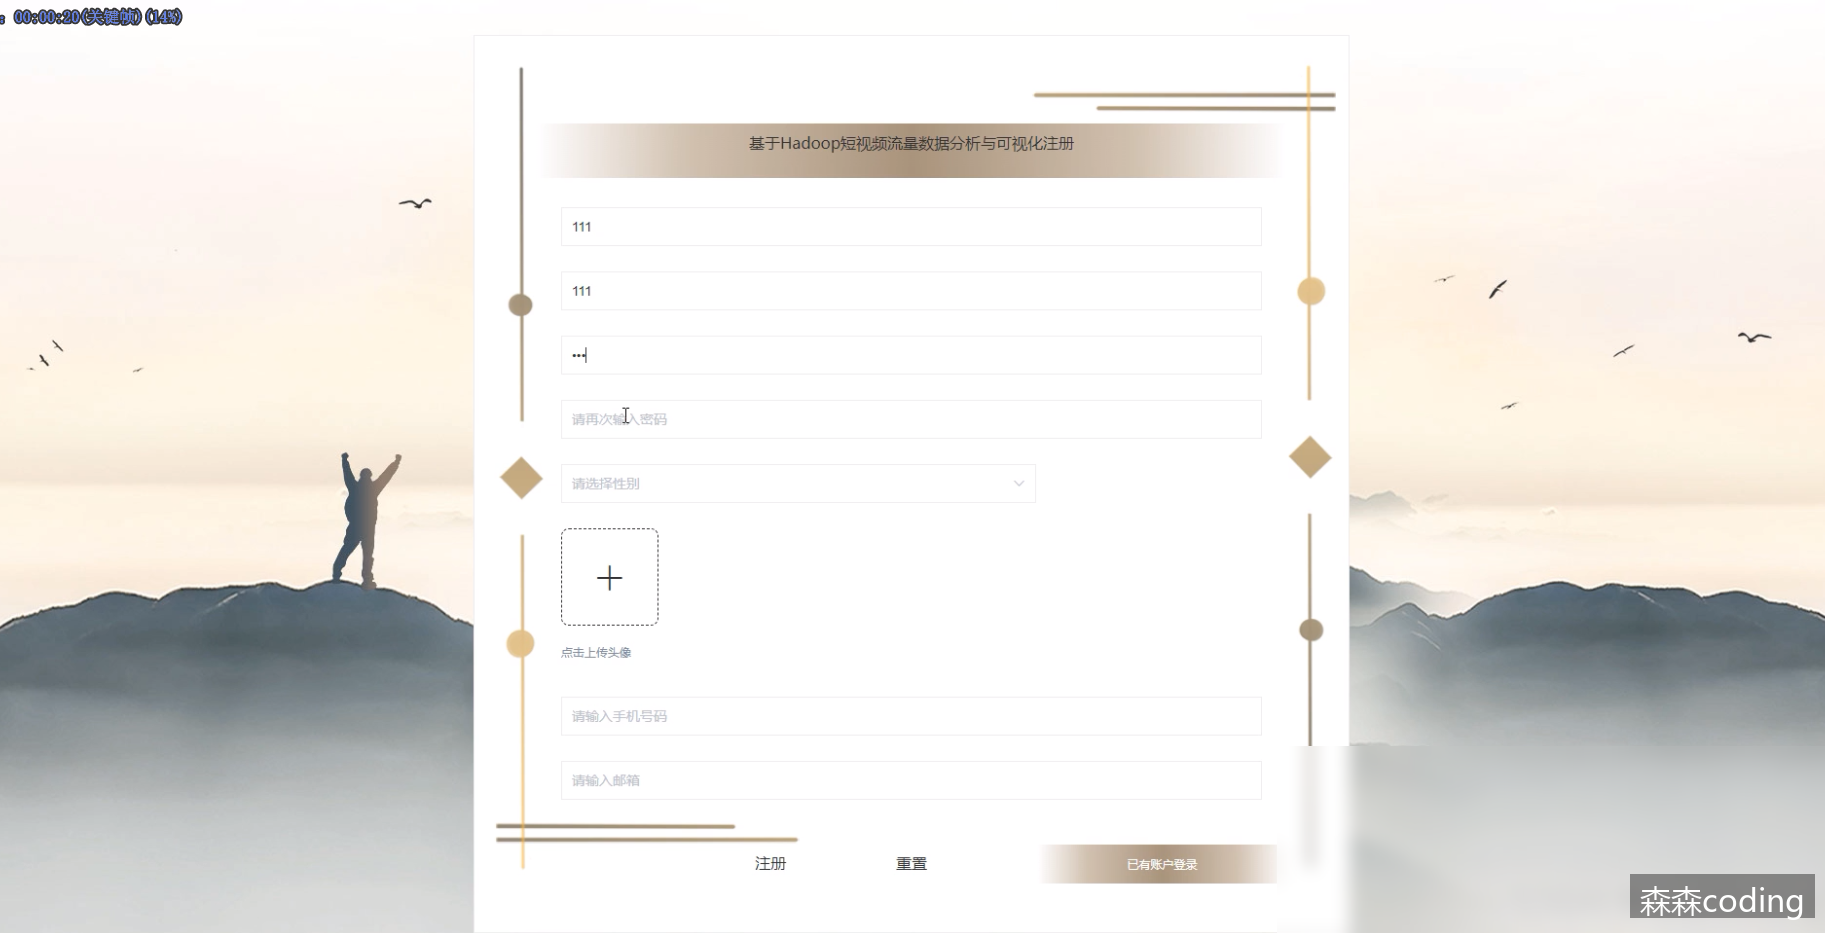 : 00:00:20(关键帧)(14%)
基于Hadoop短视频流量数据分析与可视化注册
111
111
•••
请再次输入密码
请选择性别
点击上传头像
请输入手机号码
请输入邮箱
注册
重置
已有账户登录
森森coding